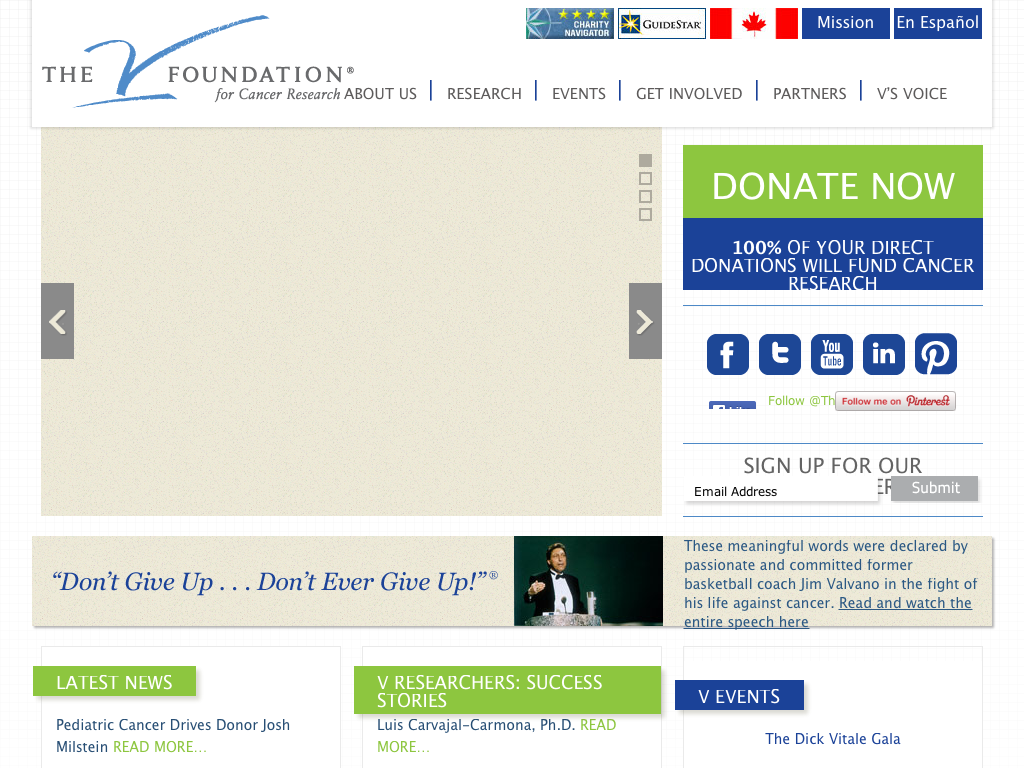 CHARITY
NAVIGATOR
GUIDESTAR
Mission
En Español
THE V FOUNDATION®
for Cancer Research
ABOUT US
RESEARCH
EVENTS
GET INVOLVED
PARTNERS
V'S VOICE
DONATE NOW
100% OF YOUR DIRECT
DONATIONS WILL FUND CANCER
RESEARCH
f
t
You
Tube
in
Follow @Th
Follow me on Pinterest
SIGN UP FOR OUR
Email Address
Submit
“Don’t Give Up . . . Don’t Ever Give Up!”®
These meaningful words were declared by
passionate and committed former
basketball coach Jim Valvano in the fight of
his life against cancer. Read and watch the
entire speech here
LATEST NEWS
Pediatric Cancer Drives Donor Josh
Milstein READ MORE...
V RESEARCHERS: SUCCESS
STORIES
Luis Carvajal-Carmona, Ph.D. READ
MORE...
V EVENTS
The Dick Vitale Gala